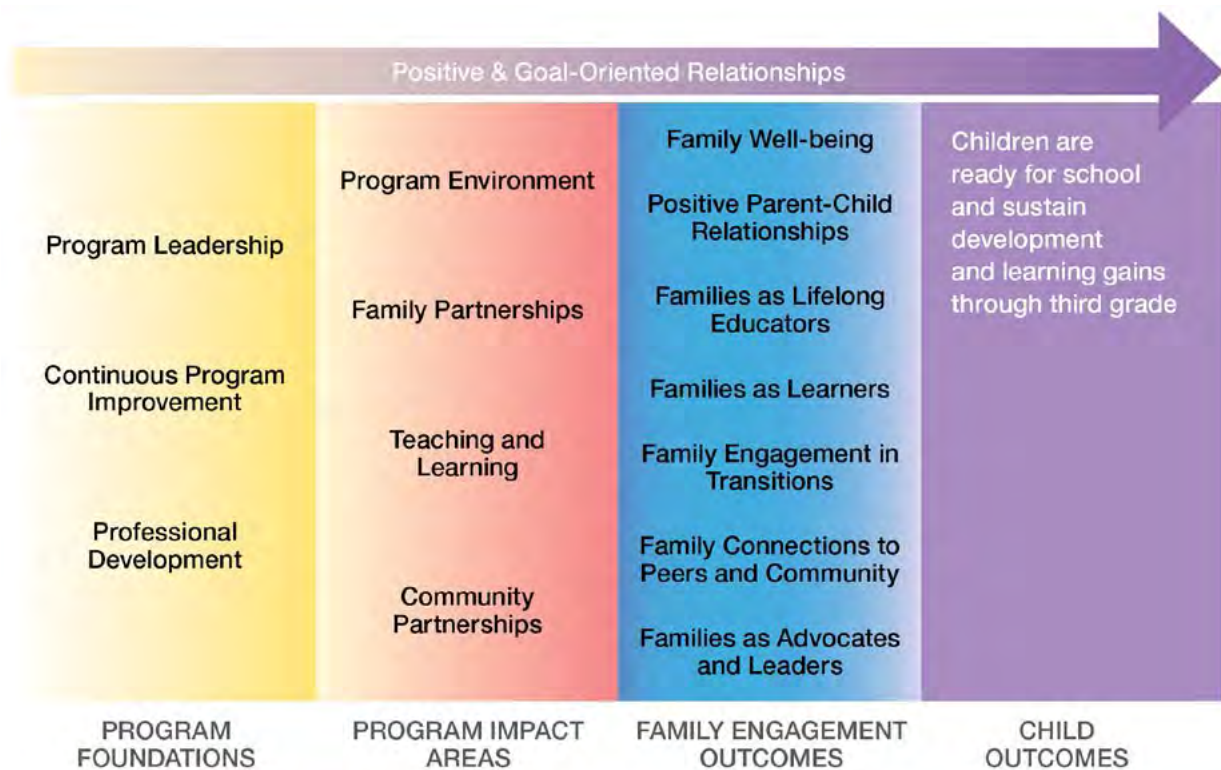 Positive & Goal-Oriented Relationships
Program Leadership
Continuous Program
Improvement
Professional
Development
PROGRAM
FOUNDATIONS
Program Environment
Family Partnerships
Teaching and
Learning
Community
Partnerships
PROGRAM IMPACT
AREAS
Family Well-being
Positive Parent-Child
Relationships
Families as Lifelong
Educators
Families as Learners
Family Engagement in
Transitions
Family Connections to
Peers and Community
Families as Advocates
and Leaders
FAMILY ENGAGEMENT
OUTCOMES
Children are
ready for school
and sustain
development
and learning gains
through third grade
CHILD
OUTCOMES